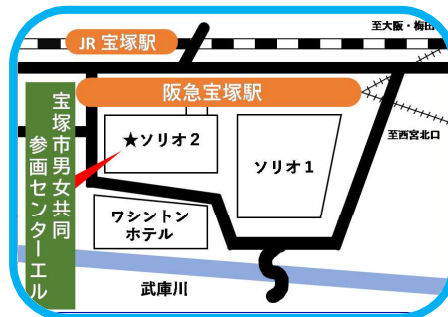 至大阪・梅田
JR 宝塚駅
阪急宝塚駅
至西宮北口
宝塚市男女共同
参画センターエル
★ソリオ2
ソリオ1
ワシントン
ホテル
武庫川